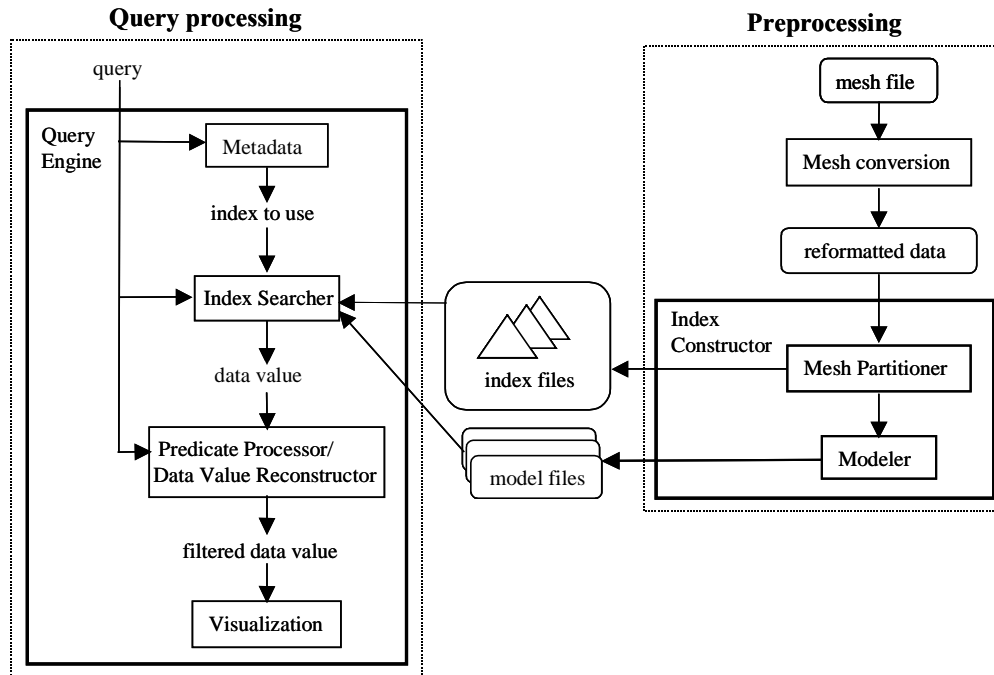 Query processing
query
Query
Engine
Metadata
index to use
Index Searcher
data value
Predicate Processor/
Data Value Reconstructor
filtered data value
Visualization
index files
model files
Preprocessing
mesh file
Mesh conversion
reformatted data
Index
Constructor
Mesh Partitioner
Modeler